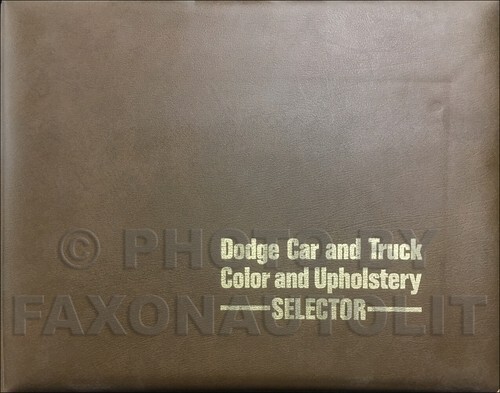 Dodge Car and Truck
Color and Upholstery
SELECTOR
© PHOTO BY
FAXONAUTOLIT